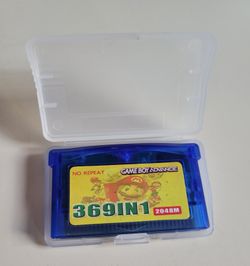 NO REPEAT
GAME BOY ADVANCE
369IN1
2048M